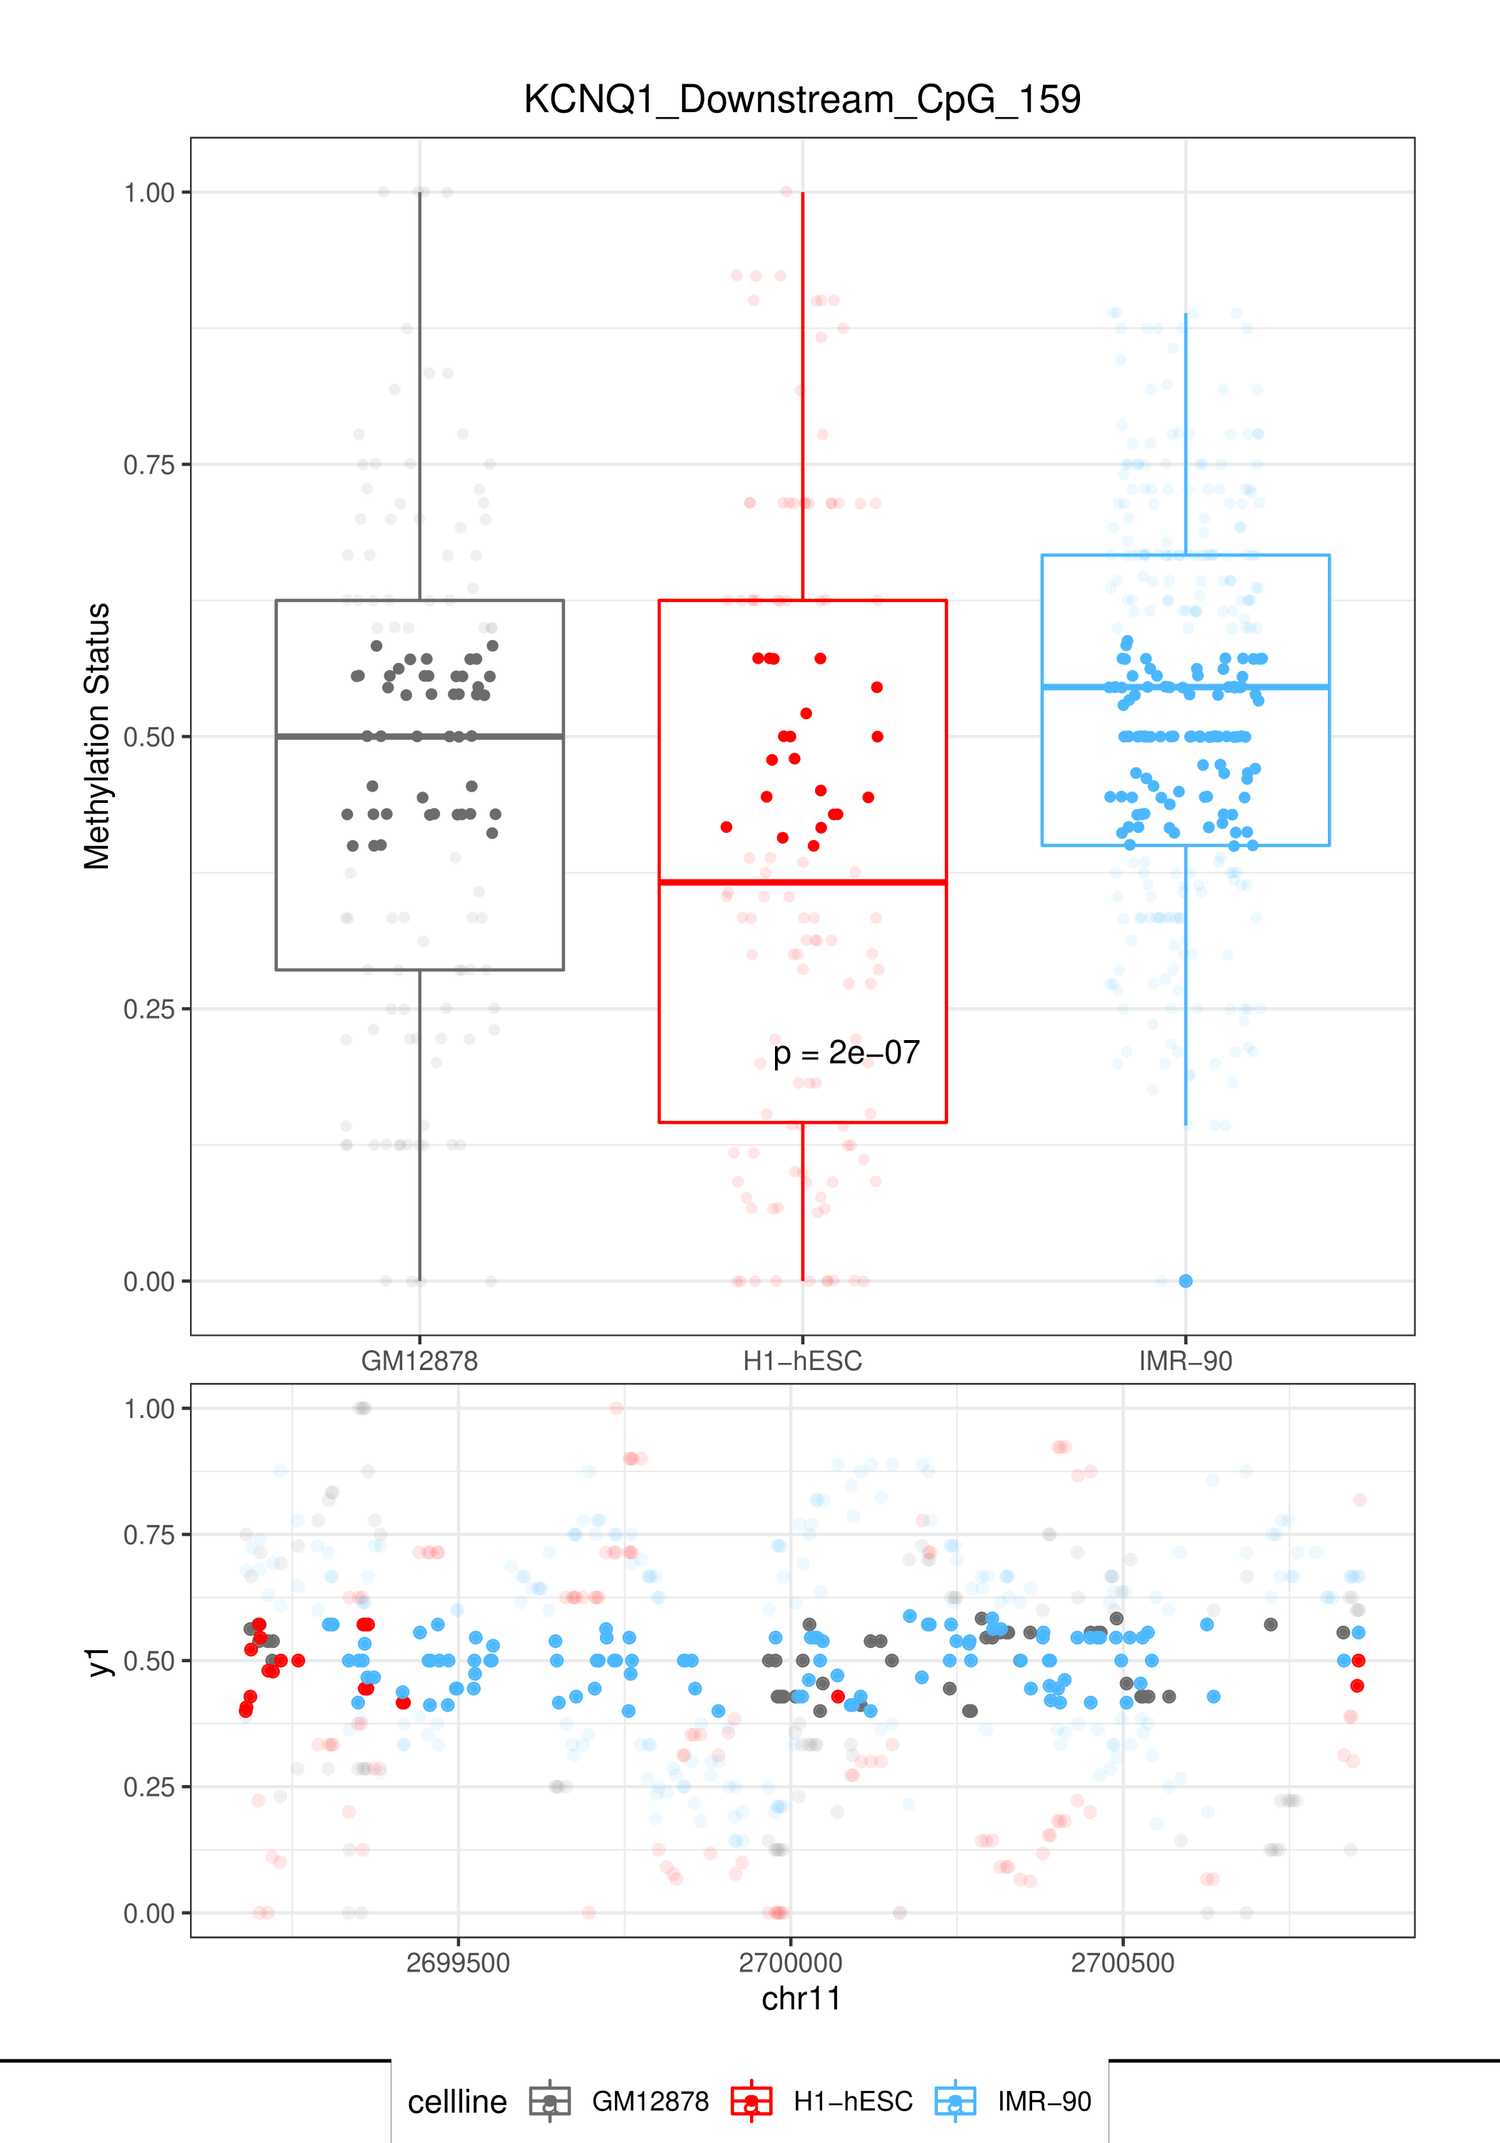 KCNQ1_Downstream_CpG_159
Methylation Status
1.00
0.75
0.50
0.25
0.00
p = 2e−07
GM12878 H1−hESC IMR−90
y1
1.00
0.75
0.50
0.25
0.00
2699500 2700000 2700500
chr11
cellline GM12878 H1−hESC IMR−90